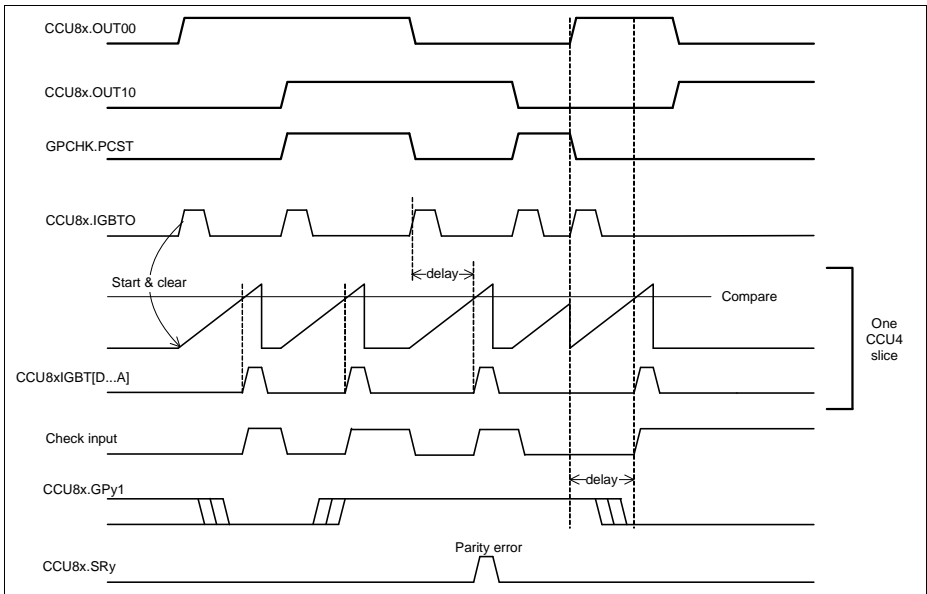 CCU8x.OUT00
CCU8x.OUT10
GPCHK.PCST
CCU8x.IGBTO
delay
Start & clear
Compare
One
CCU4
slice
CCU8xIGBT[D...A]
Check input
delay
CCU8x.GPy1
Parity error
CCU8x.SRy